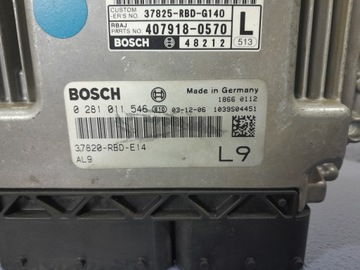 CUSTOM-
ER'S NO. 37825-RBD-G140
RBAJ
PARTS NO. 407918-0570 L
BOSCH 48212 513
BOSCH Made in Germany
1866 0112
0 281 011 546 03-12-06 1039S04451
37820-RBD-E14
AL9 L9